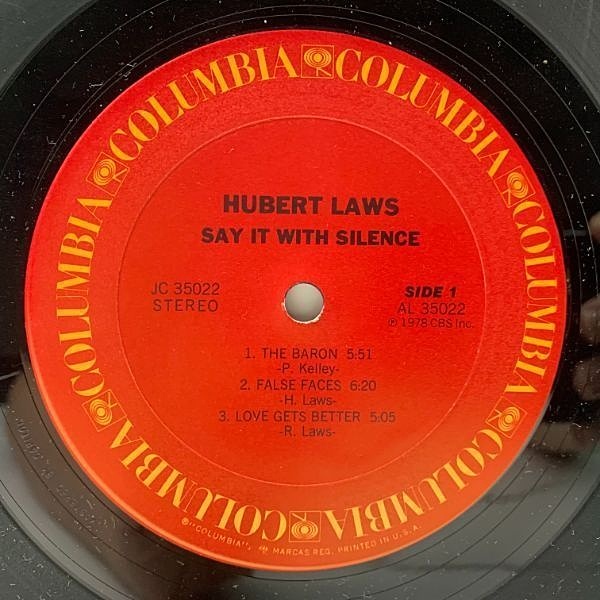 COLUMBIA COLUMBIA COLUMBIA COLUMBIA COLUMBIA COLUMBIA
HUBERT LAWS
SAY IT WITH SILENCE
JC 35022
STEREO
SIDE 1
AL 35022
℗ 1978 CBS Inc.
1. THE BARON 5:51
-P. Kelley-
2. FALSE FACES 6:20
-H. Laws-
3. LOVE GETS BETTER 5:05
-R. Laws-
®"COLUMBIA", MARCAS REG. PRINTED IN U.S.A.